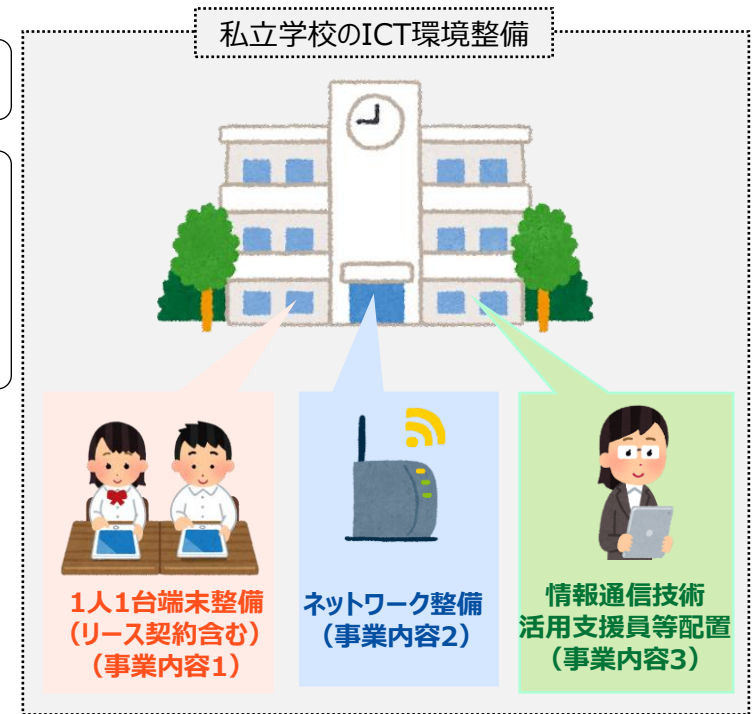 私立学校のICT環境整備
1人1台端末整備
（リース契約含む）
（事業内容1）
ネットワーク整備
（事業内容2）
情報通信技術
活用支援員等配置
（事業内容3）